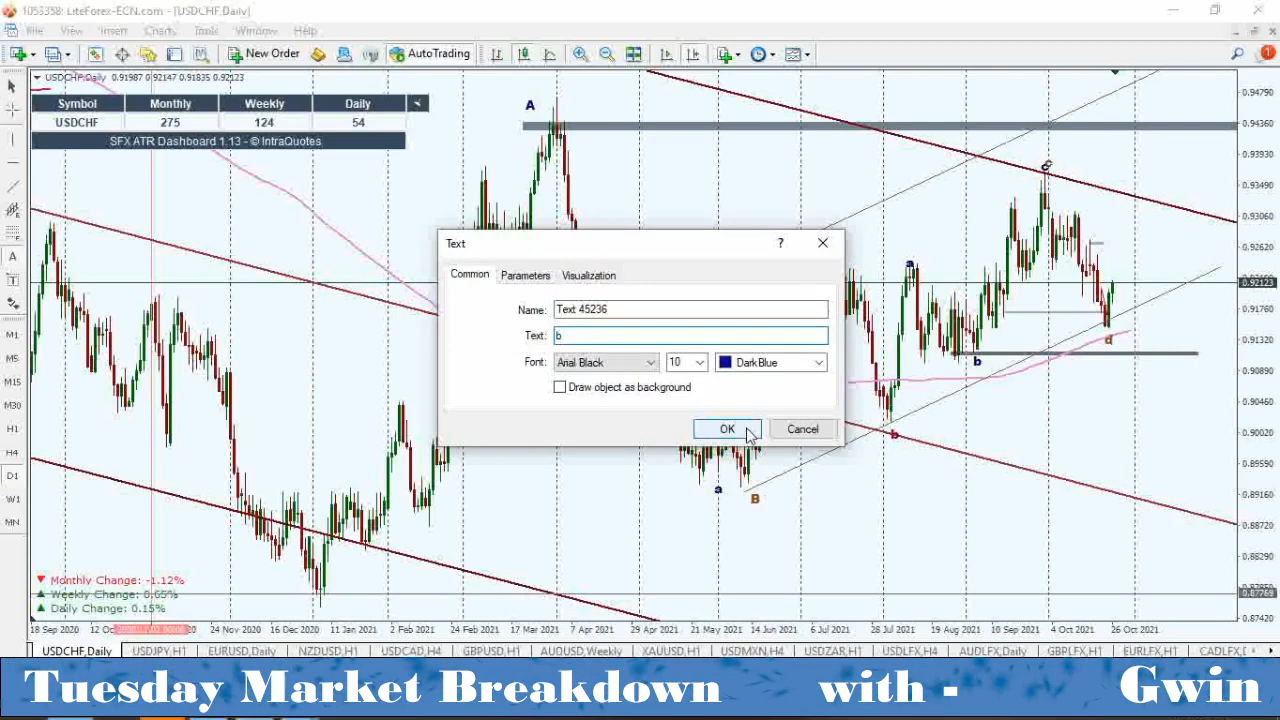 1053358: LiteForex-ECN.com - [USDCHF,Daily]
File View Insert Charts Tools Window Help
New Order AutoTrading
USDCHF,Daily 0.91987 0.92147 0.91835 0.92123
Symbol Monthly Weekly Daily
USDCHF 275 124 54
SFX ATR Dashboard 1.13 - © IntraQuotes
A
c
a
b
d
b
a
B
Text ?
Common Parameters Visualization
Name: Text 45236
Text: b
Font: Arial Black 10 DarkBlue
Draw object as background
OK Cancel
M1
M5
M15
M30
H1
H4
D1
W1
MN
0.94790
0.94360
0.93930
0.93490
0.93060
0.92620
0.92123
0.91760
0.91330
0.90890
0.90460
0.90020
0.89590
0.89160
0.88720
0.88290
0.87769
0.87420
Monthly Change: -1.12%
Weekly Change: 0.65%
Daily Change: 0.15%
18 Sep 2020 12 Oc 24 Nov 2020 16 Dec 2020 11 Jan 2021 2 Feb 2021 24 Feb 2021 17 Mar 2021 7 Apr 2021 29 Apr 2021 21 May 2021 14 Jun 2021 6 Jul 2021 28 Jul 2021 19 Aug 2021 10 Sep 2021 4 Oct 2021 26 Oct 2021
USDCHF,Daily USDJPY,H1 EURUSD,Daily NZDUSD,H1 USDCAD,H4 GBPUSD,H1 AUDUSD,Weekly XAUUSD,H1 USDMXN,H4 USDZAR,H1 USDLFX,H4 AUDLFX,Daily GBPLFX,H1 EURLFX,H1 CADLFX,D
Tuesday Market Breakdown with - Gwin